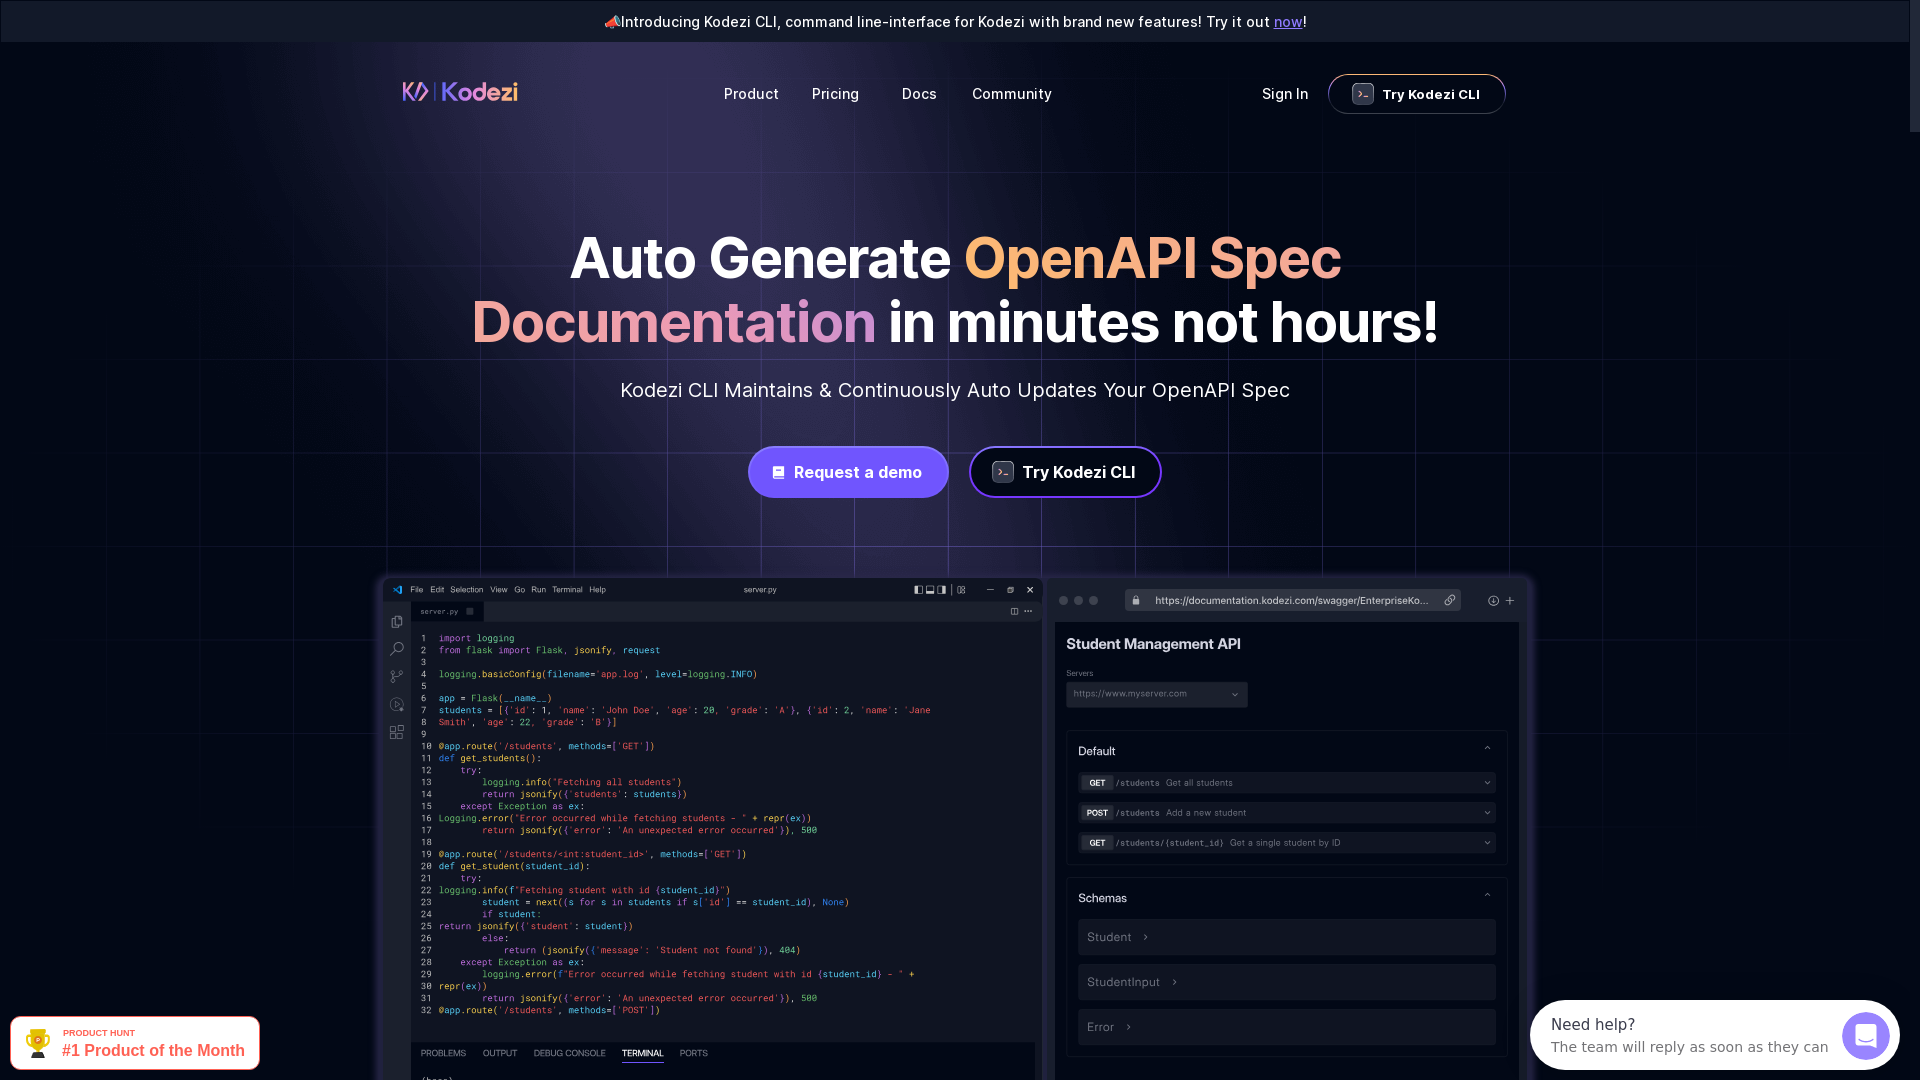 📣Introducing Kodezi CLI, command line-interface for Kodezi with brand new features! Try it out now!
Kodezi
Product
Pricing
Docs
Community
Sign In
Try Kodezi CLI
Auto Generate OpenAPI Spec
Documentation in minutes not hours!
Kodezi CLI Maintains & Continuously Auto Updates Your OpenAPI Spec
Request a demo
Try Kodezi CLI
File Edit Selection View Go Run Terminal Help
server.py
server.py
1 import logging
2 from flask import Flask, jsonify, request
3
4 logging.basicConfig(filename='app.log', level=logging.INFO)
5
6 app = Flask(__name__)
7 students = [{'id': 1, 'name': 'John Doe', 'age': 20, 'grade': 'A'}, {'id': 2, 'name': 'Jane
8 Smith', 'age': 22, 'grade': 'B'}]
9
10 @app.route('/students', methods=['GET'])
11 def get_students():
12 try:
13 logging.info("Fetching all students")
14 return jsonify({'students': students})
15 except Exception as ex:
16 Logging.error("Error occurred while fetching students - " + repr(ex))
17 return jsonify({'error': 'An unexpected error occurred'}), 500
18
19 @app.route('/students/<int:student_id>', methods=['GET'])
20 def get_student(student_id):
21 try:
22 logging.info(f"Fetching student with id {student_id}")
23 student = next((s for s in students if s['id'] == student_id), None)
24 if student:
25 return jsonify({'student': student})
26 else:
27 return (jsonify({'message': 'Student not found'}), 404)
28 except Exception as ex:
29 logging.error(f"Error occurred while fetching student with id {student_id} - " +
30 repr(ex))
31 return jsonify({'error': 'An unexpected error occurred'}), 500
32 @app.route('/students', methods=['POST'])
PROBLEMS OUTPUT DEBUG CONSOLE TERMINAL PORTS
https://documentation.kodezi.com/swagger/EnterpriseKo...
Student Management API
Servers
https://www.myserver.com
Default
GET /students Get all students
POST /students Add a new student
GET /students/{student_id} Get a single student by ID
Schemas
Student
StudentInput
Error
PRODUCT HUNT
#1 Product of the Month
Need help?
The team will reply as soon as they can